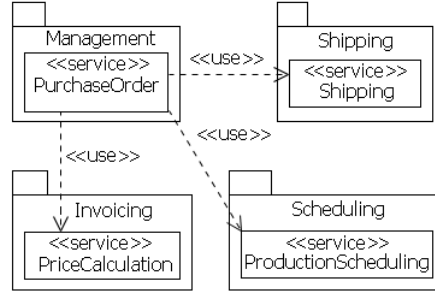 Management
<<service>>
PurchaseOrder
<<use>>
Shipping
<<service>>
Shipping
<<use>>
<<use>>
Invoicing
<<service>>
PriceCalculation
Scheduling
<<service>>
ProductionScheduling